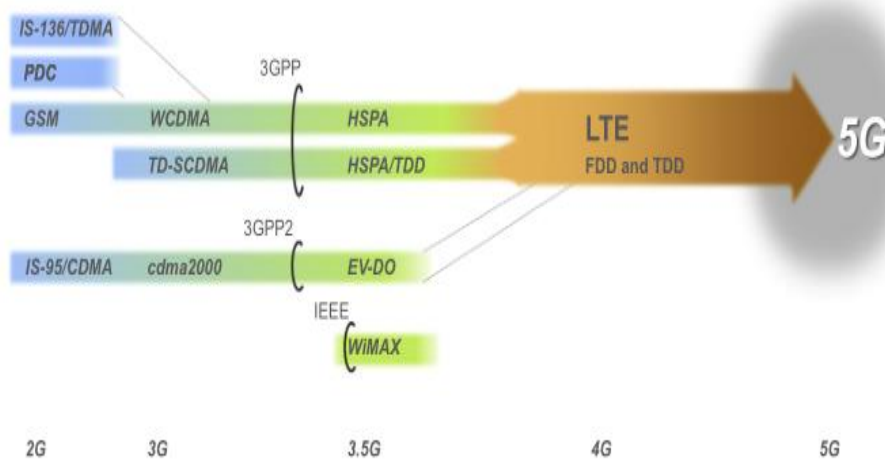 IS-136/TDMA
PDC
3GPP
GSM WCDMA HSPA LTE 5G
TD-SCDMA HSPA/TDD FDD and TDD
3GPP2
IS-95/CDMA cdma2000 EV-DO
IEEE
WiMAX
2G 3G 3.5G 4G 5G